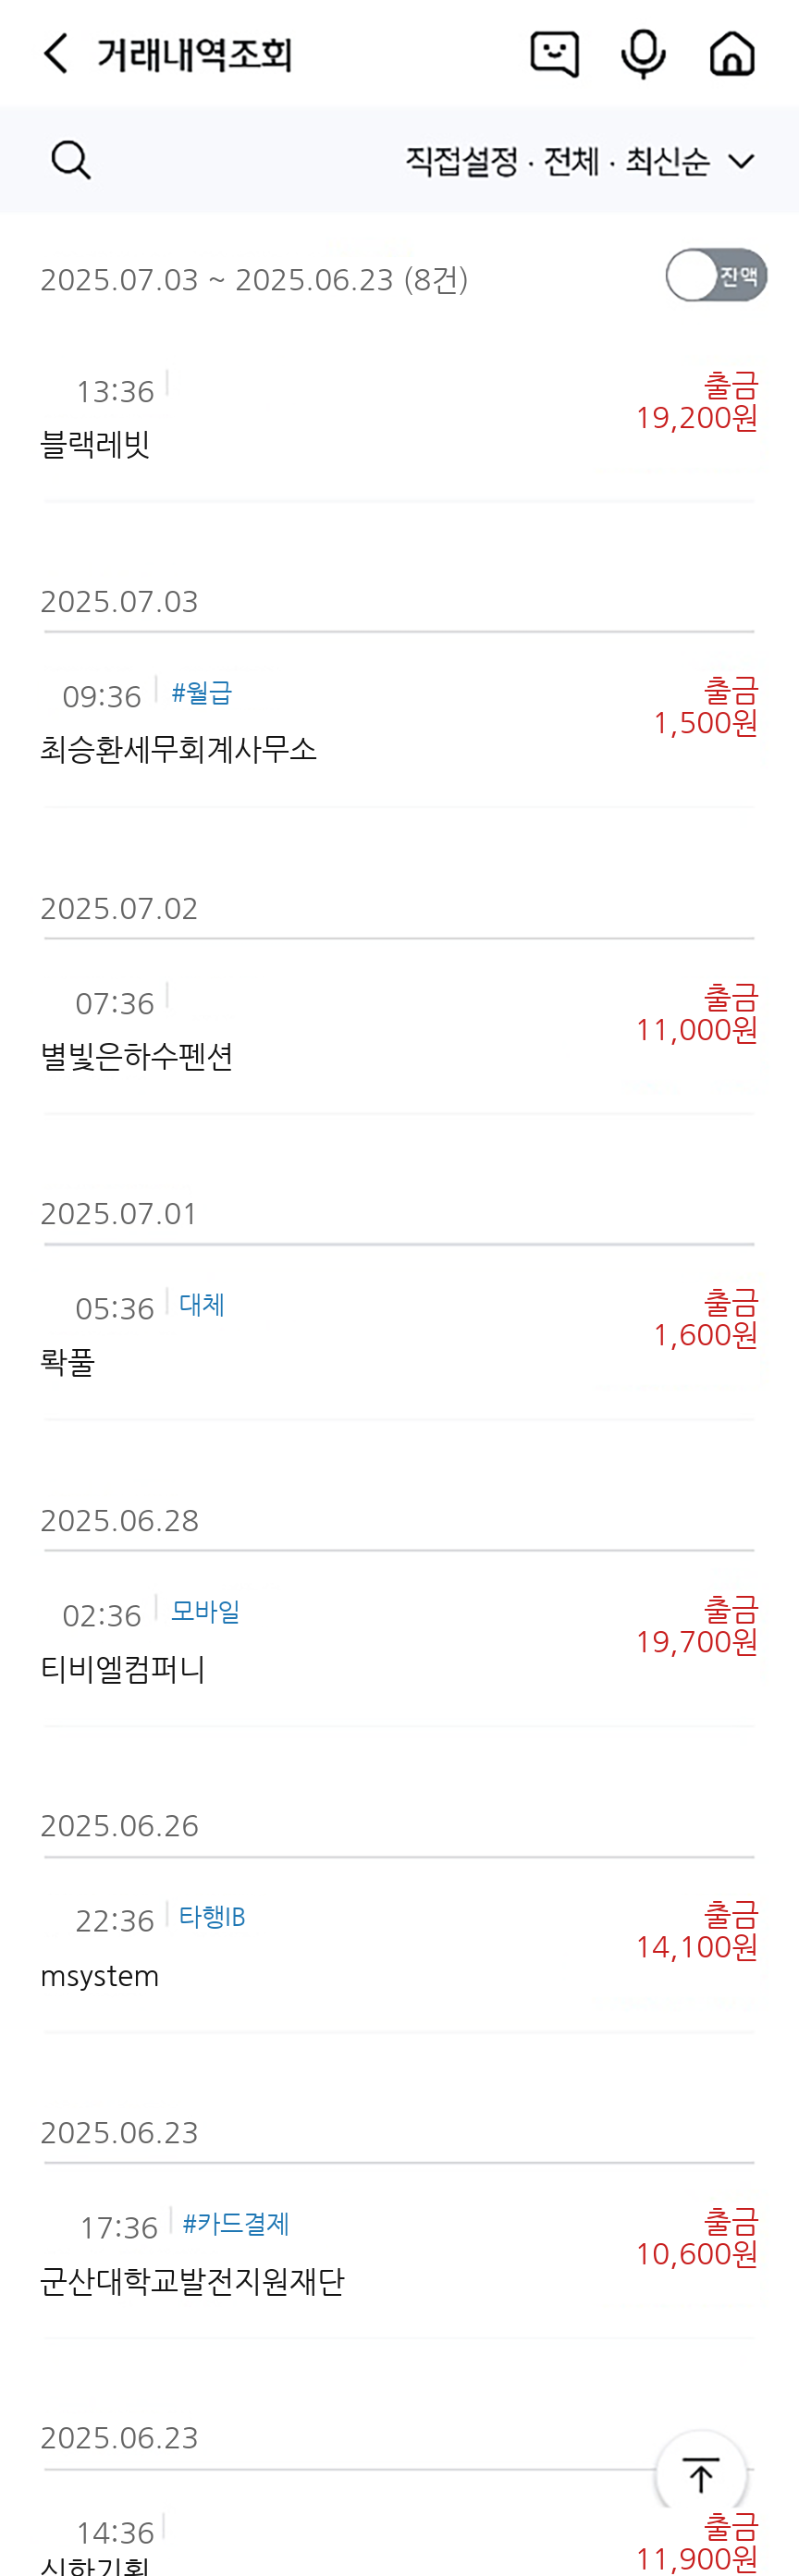 거래내역조회
직접설정 · 전체 · 최신순
2025.07.03 ~ 2025.06.23 (8건)
잔액
13:36
출금
19,200원
블랙레빗
2025.07.03
09:36 #월급
출금
1,500원
최승환세무회계사무소
2025.07.02
07:36
출금
11,000원
별빛은하수펜션
2025.07.01
05:36 대체
출금
1,600원
롹풀
2025.06.28
02:36 모바일
출금
19,700원
티비엘컴퍼니
2025.06.26
22:36 타행IB
출금
14,100원
msystem
2025.06.23
17:36 #카드결제
출금
10,600원
군산대학교발전지원재단
2025.06.23
14:36
출금
11,900원